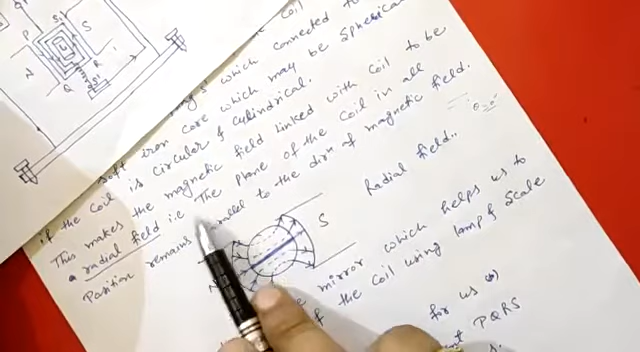 coil
which connected to
soft iron core which may be spherical
if the coil is circular & cylindrical.
This makes the magnetic field linked with coil to be
a radial field i.e The plane of the coil in all
Position remains parallel to the dirn of magnetic field.
Radial field..
θ=0°
N
S
P
S
N
R
Q
S
mirror which helps us to
the coil using lamp & scale
for us
PQRS